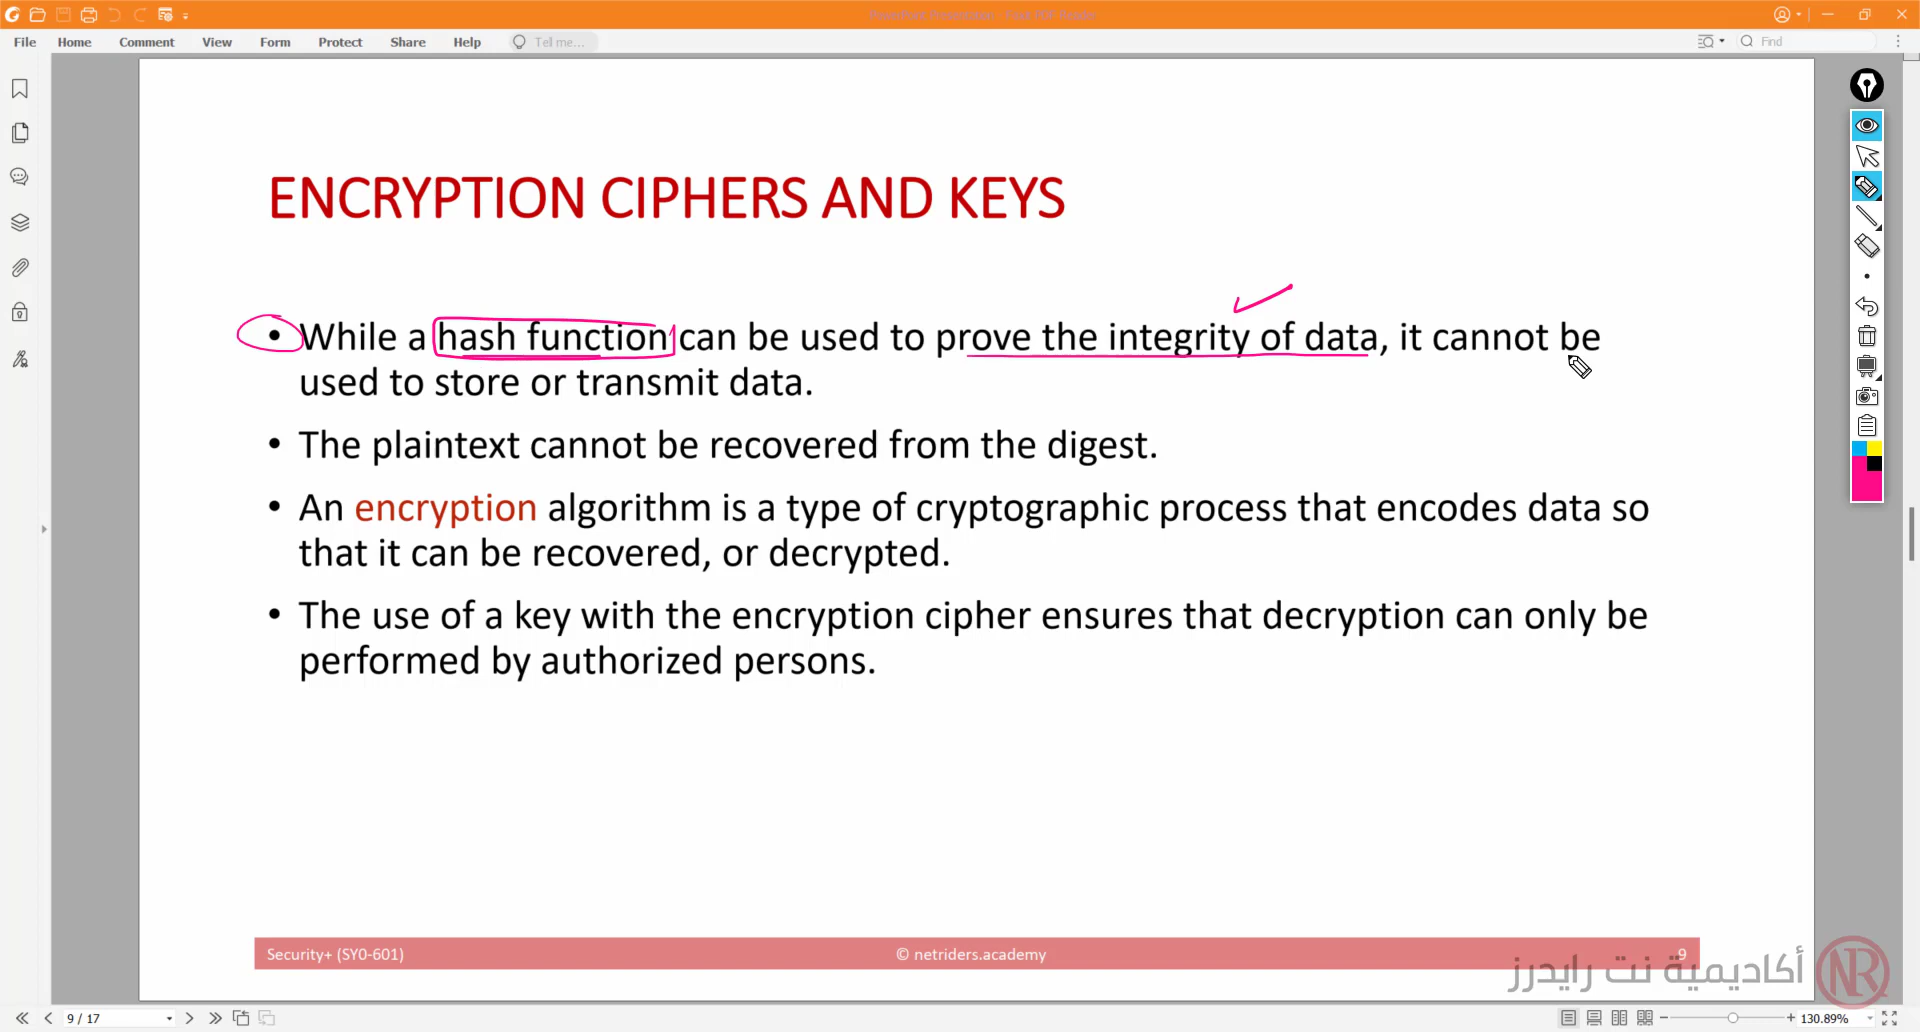 File Home Comment View Form Protect Share Help Tell me... Find
ENCRYPTION CIPHERS AND KEYS
• While a hash function can be used to prove the integrity of data, it cannot be
used to store or transmit data.
• The plaintext cannot be recovered from the digest.
• An encryption algorithm is a type of cryptographic process that encodes data so
that it can be recovered, or decrypted.
• The use of a key with the encryption cipher ensures that decryption can only be
performed by authorized persons.
Security+ (SY0-601) © netriders.academy 9
أكاديمية نت رايدرز NR
9 / 17 130.89%